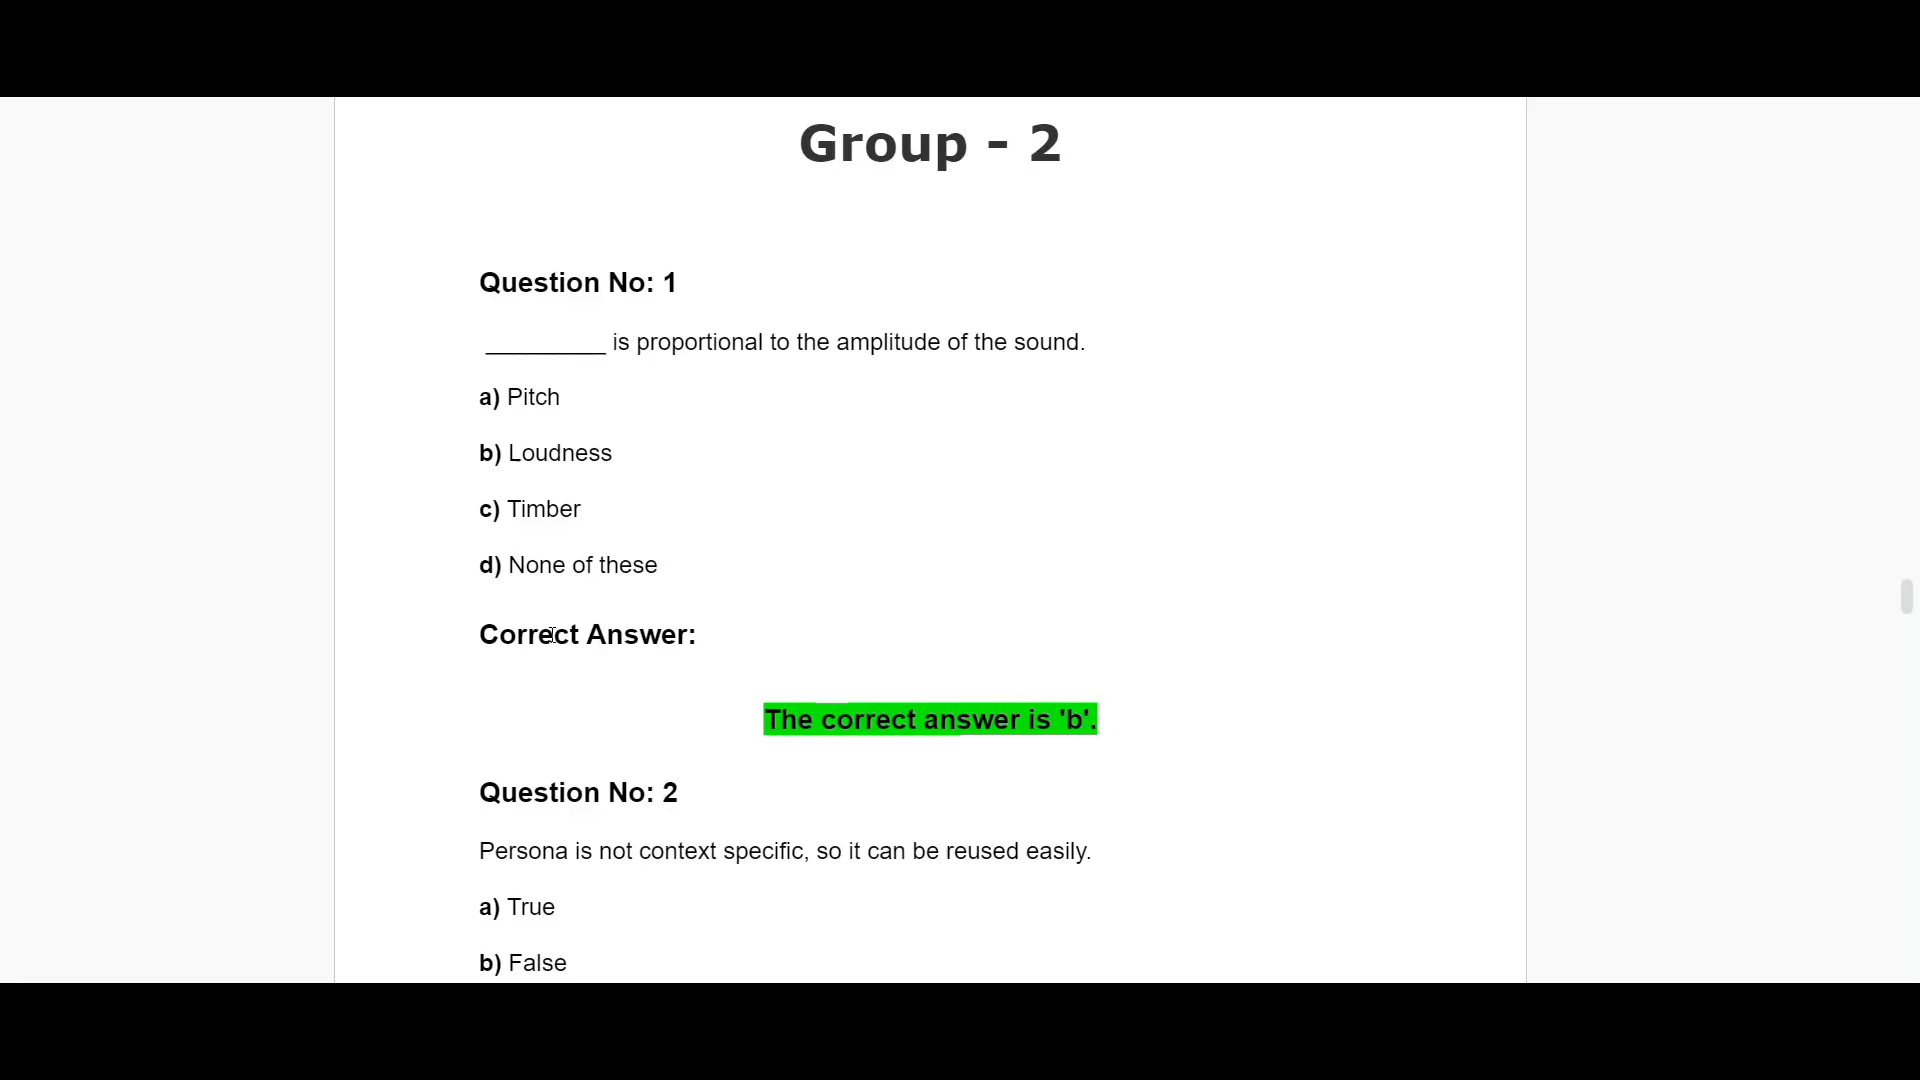 Group - 2
Question No: 1
_________ is proportional to the amplitude of the sound.
a) Pitch
b) Loudness
c) Timber
d) None of these
Correct Answer:
The correct answer is 'b'.
Question No: 2
Persona is not context specific, so it can be reused easily.
a) True
b) False